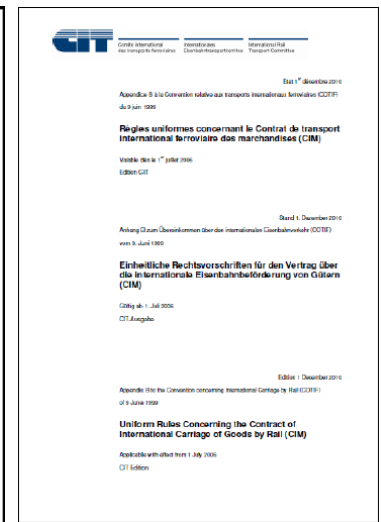 CIT
Comité international
des transports ferroviaires
Internationales
Eisenbahntransportkomitee
International Rail
Transport Committee
Etat 1er décembre 2010
Appendice B à la Convention relative aux transports internationaux ferroviaires (COTIF)
du 9 juin 1999
Règles uniformes concernant le Contrat de transport
international ferroviaire des marchandises (CIM)
Valable dès le 1er juillet 2006
Edition CIT
Stand 1. Dezember 2010
Anhang B zum Übereinkommen über den internationalen Eisenbahnverkehr (COTIF)
vom 9. Juni 1999
Einheitliche Rechtsvorschriften für den Vertrag über
die internationale Eisenbahnbeförderung von Gütern
(CIM)
Gültig ab 1. Juli 2006
CIT-Ausgabe
Edition 1 December 2010
Appendix B to the Convention concerning International Carriage by Rail (COTIF)
of 9 June 1999
Uniform Rules Concerning the Contract of
International Carriage of Goods by Rail (CIM)
Applicable with effect from 1 July 2006
CIT Edition